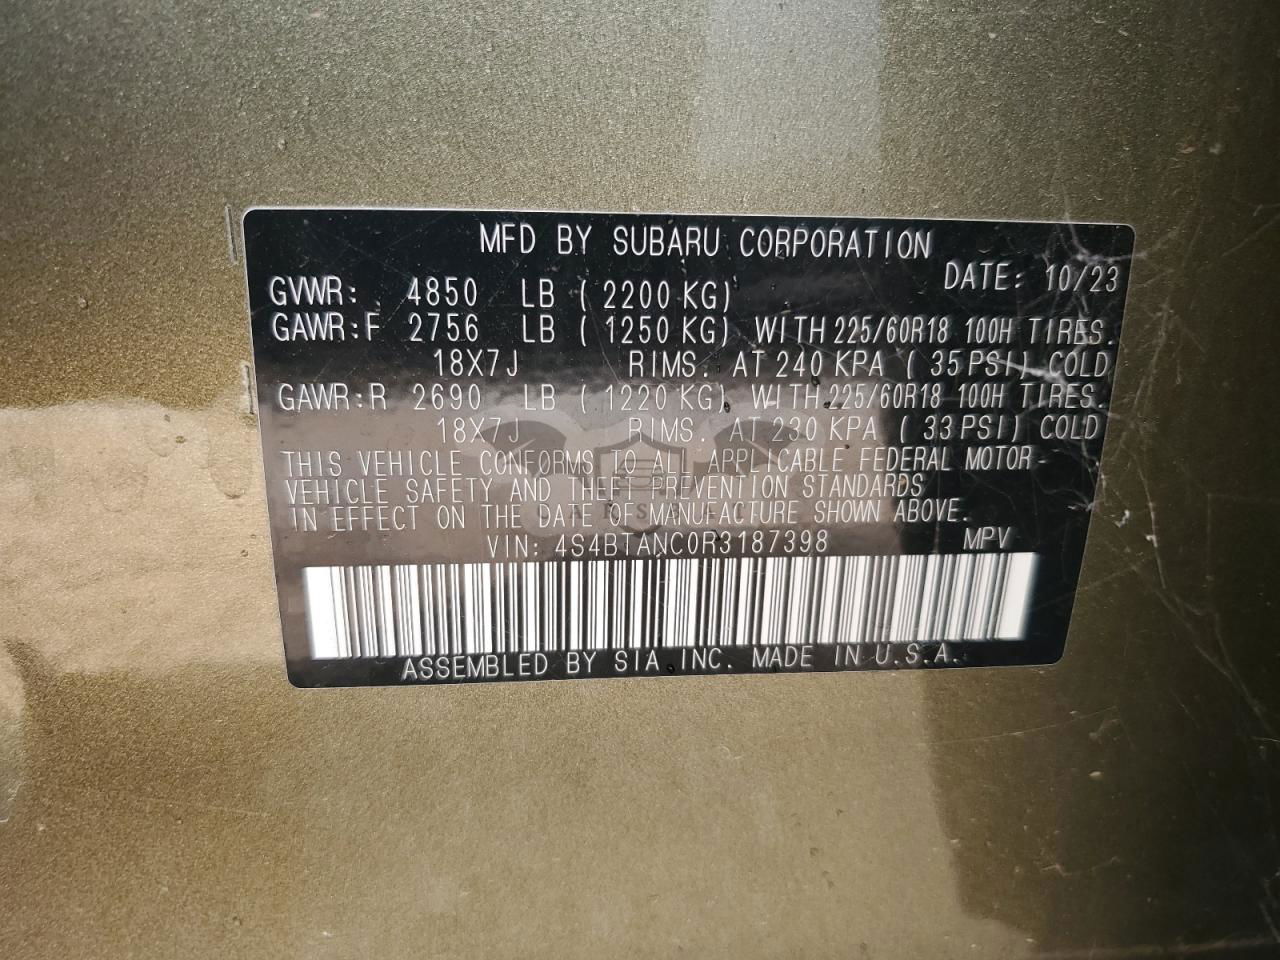 MFD BY SUBARU CORPORATION
DATE: 10/23
GVWR: 4850 LB (2200 KG)
GAWR:F 2756 LB (1250 KG) WITH 225/60R18 100H TIRES.
18X7J RIMS. AT 240 KPA (35 PSI) COLD
GAWR:R 2690 LB (1220 KG) WITH 225/60R18 100H TIRES.
18X7J RIMS. AT 230 KPA (33 PSI) COLD
THIS VEHICLE CONFORMS TO ALL APPLICABLE FEDERAL MOTOR
VEHICLE SAFETY AND THEFT PREVENTION STANDARDS
IN EFFECT ON THE DATE OF MANUFACTURE SHOWN ABOVE.
VIN: 4S4BTANC0R3187398 MPV
ASSEMBLED BY SIA, INC. MADE IN U.S.A.